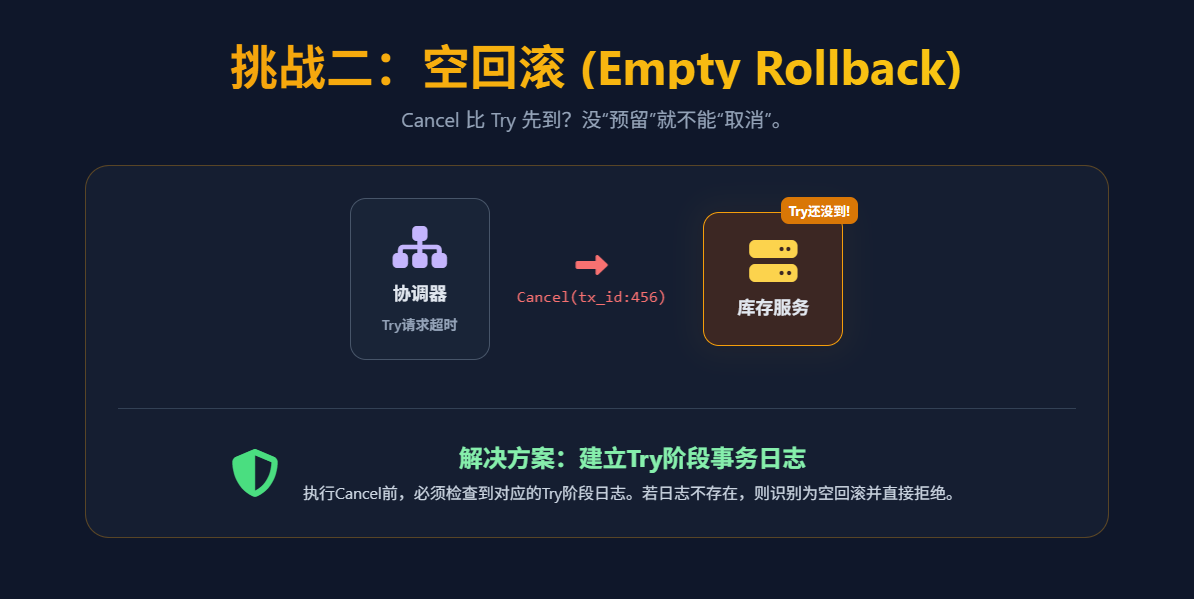 挑战二：空回滚 (Empty Rollback)
Cancel 比 Try 先到？没“预留”就不能“取消”。
Try还没到!
协调器
Try请求超时
Cancel(tx_id:456)
库存服务
解决方案：建立Try阶段事务日志
执行Cancel前，必须检查到对应的Try阶段日志。若日志不存在，则识别为空回滚并直接拒绝。